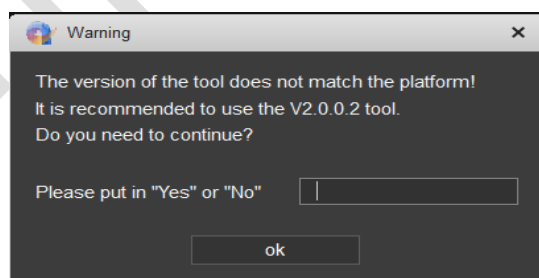 Warning
The version of the tool does not match the platform!
It is recommended to use the V2.0.0.2 tool.
Do you need to continue?
Please put in "Yes" or "No"
ok